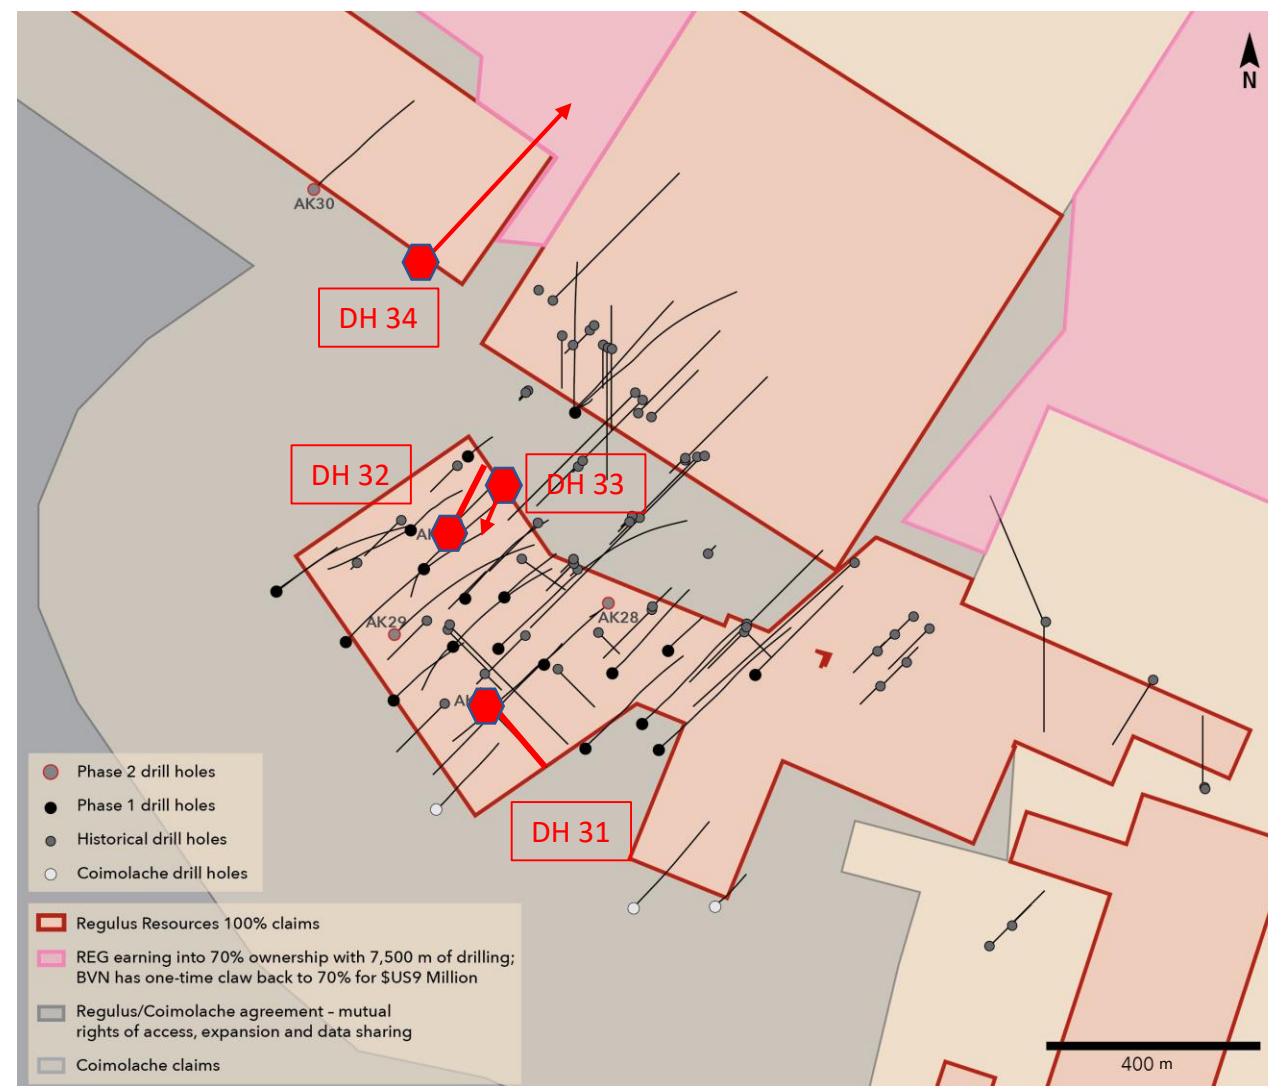 N
AK30
DH 34
DH 32
DH 33
AK29
AK28
DH 31
Phase 2 drill holes
Phase 1 drill holes
Historical drill holes
Coimolache drill holes
Regulus Resources 100% claims
REG earning into 70% ownership with 7,500 m of drilling;
BVN has one-time claw back to 70% for $US9 Million
Regulus/Coimolache agreement – mutual
rights of access, expansion and data sharing
Coimolache claims
400 m